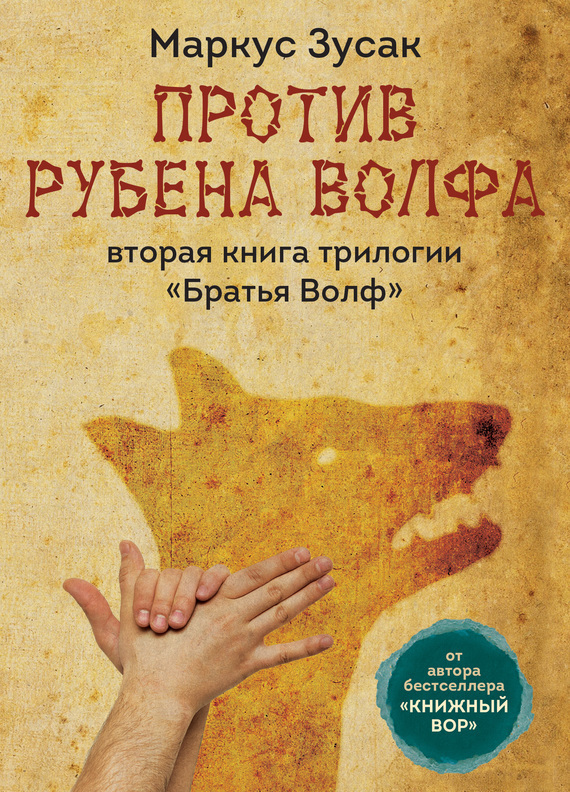 Маркус Зусак
ПРОТИВ
РУБЕНА ВОЛФА
вторая книга трилогии
«Братья Волф»
от
автора
бестселлера
«КНИЖНЫЙ
ВОР»